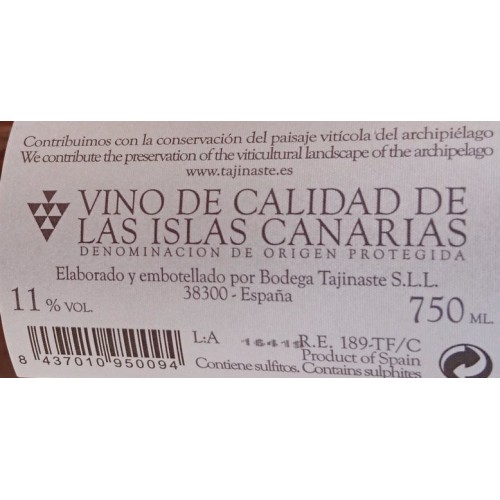 Contribuimos con la conservación del paisaje vitícola del archipiélago
We contribute the preservation of the viticultural landscape of the archipelago
www.tajinaste.es
VINO DE CALIDAD DE
LAS ISLAS CANARIAS
DENOMINACION DE ORIGEN PROTEGIDA
Elaborado y embotellado por Bodega Tajinaste S.L.L.
38300 - España
11 % VOL.
750 ML.
L:A
R.E. 189-TF/C
Product of Spain
Contiene sulfitos. Contains sulphites
8 437010 950094